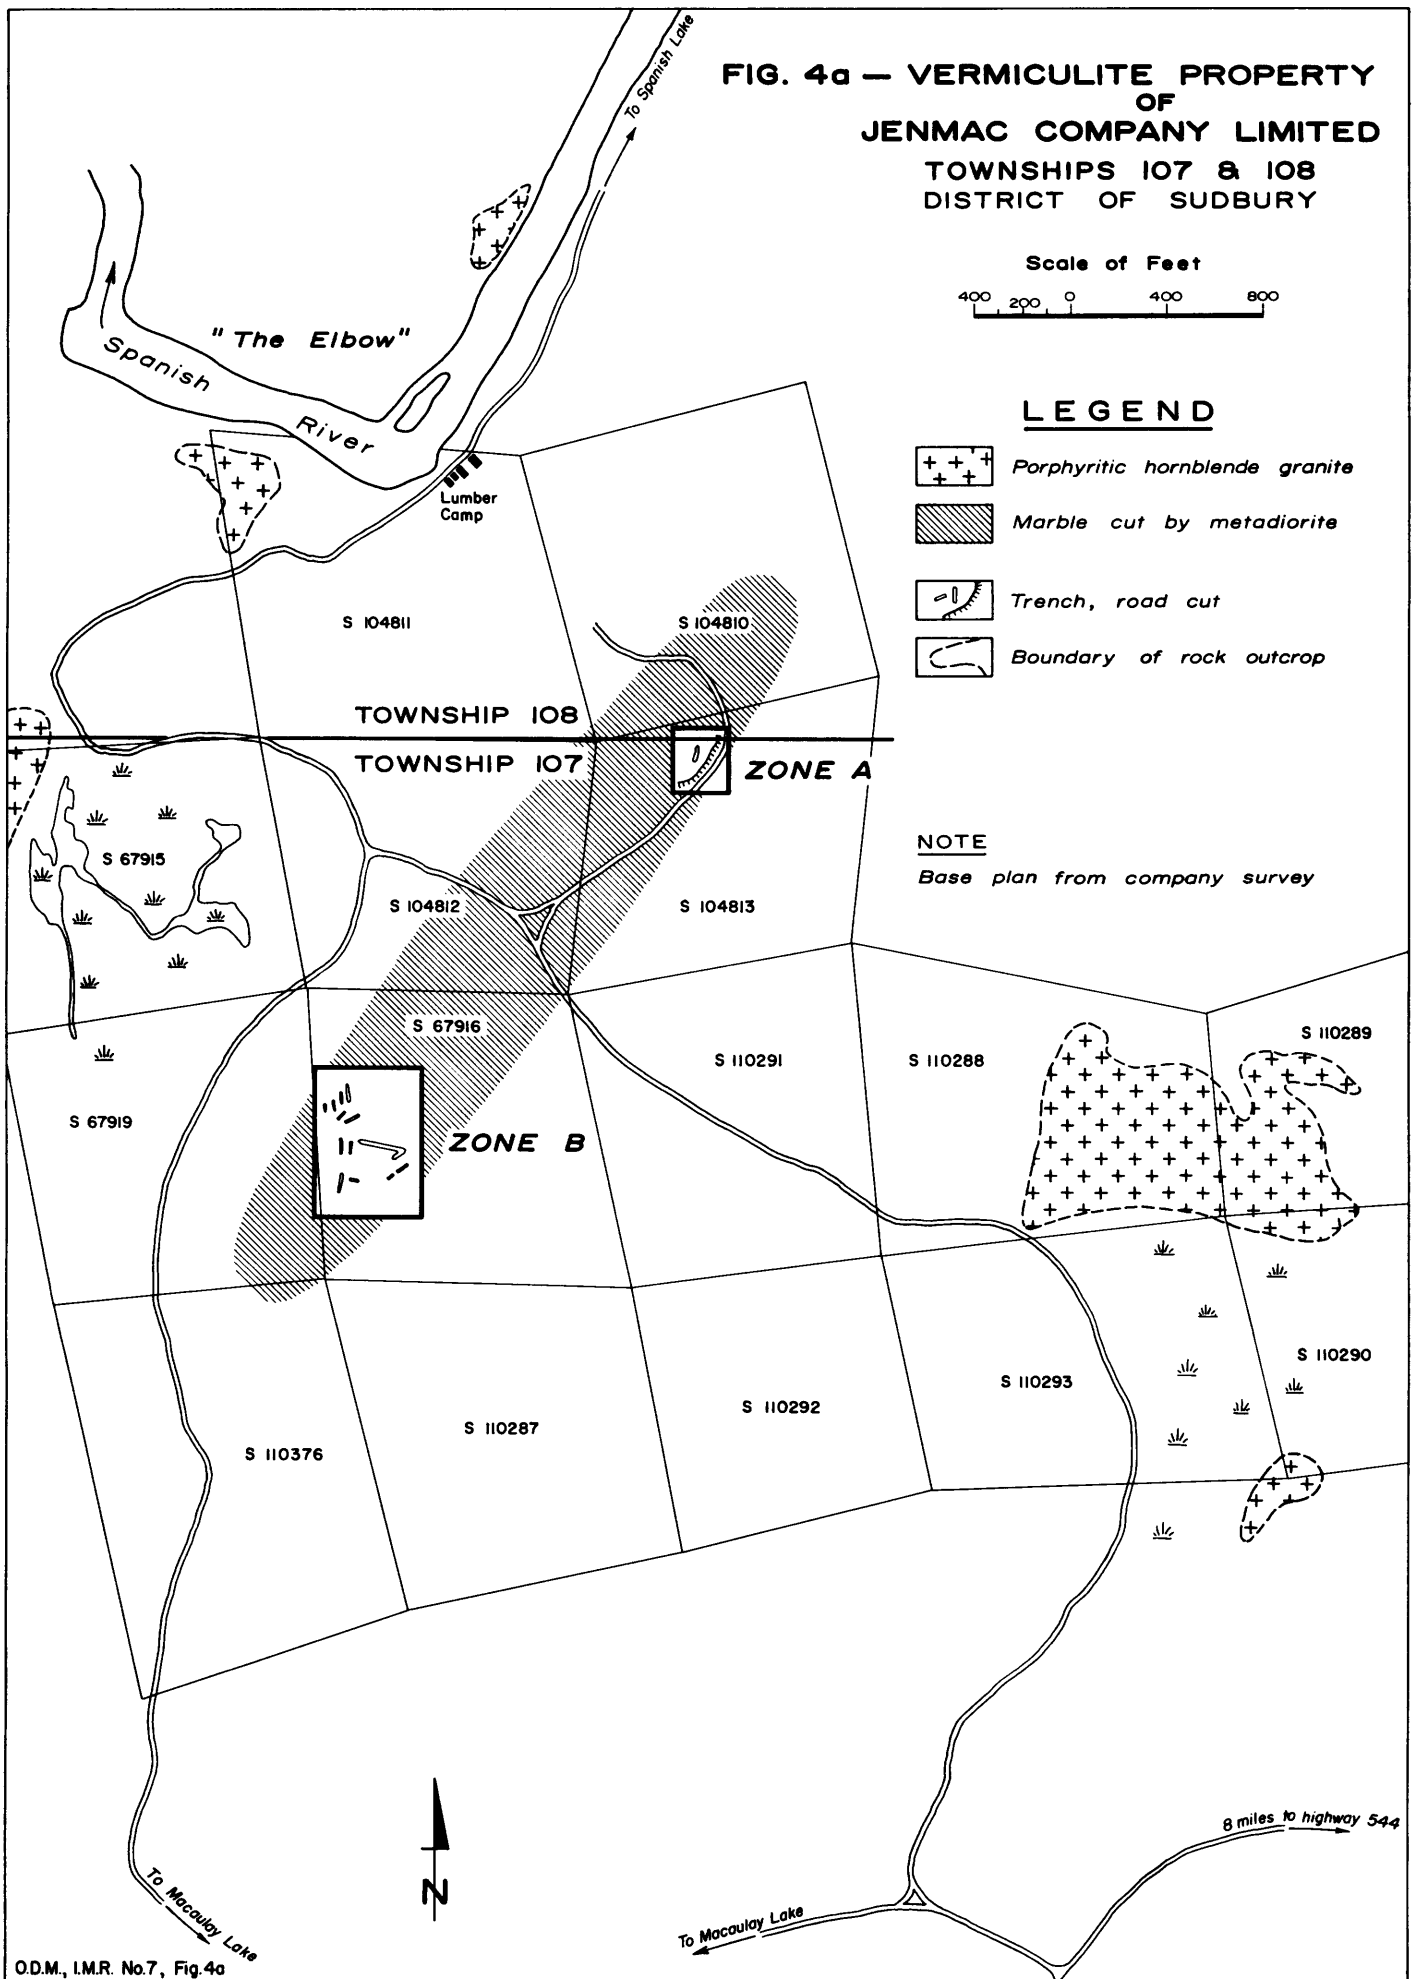 To Spanish Lake
FIG. 4a — VERMICULITE PROPERTY
OF
JENMAC COMPANY LIMITED
TOWNSHIPS 107 & 108
DISTRICT OF SUDBURY
Scale of Feet
400 200 0 400 800
"The Elbow"
Spanish River
LEGEND
Porphyritic hornblende granite
Marble cut by metadiorite
Trench, road cut
Boundary of rock outcrop
Lumber
Camp
S 104811
S 104810
TOWNSHIP 108
TOWNSHIP 107
ZONE A
NOTE
Base plan from company survey
S 67915
S 104812
S 104813
S 67916
S 110291
S 110288
S 110289
S 67919
ZONE B
S 110290
S 110293
S 110292
S 110287
S 110376
8 miles to highway 544
N
To Macaulay Lake
To Macaulay Lake
O.D.M., I.M.R. No.7, Fig.4a